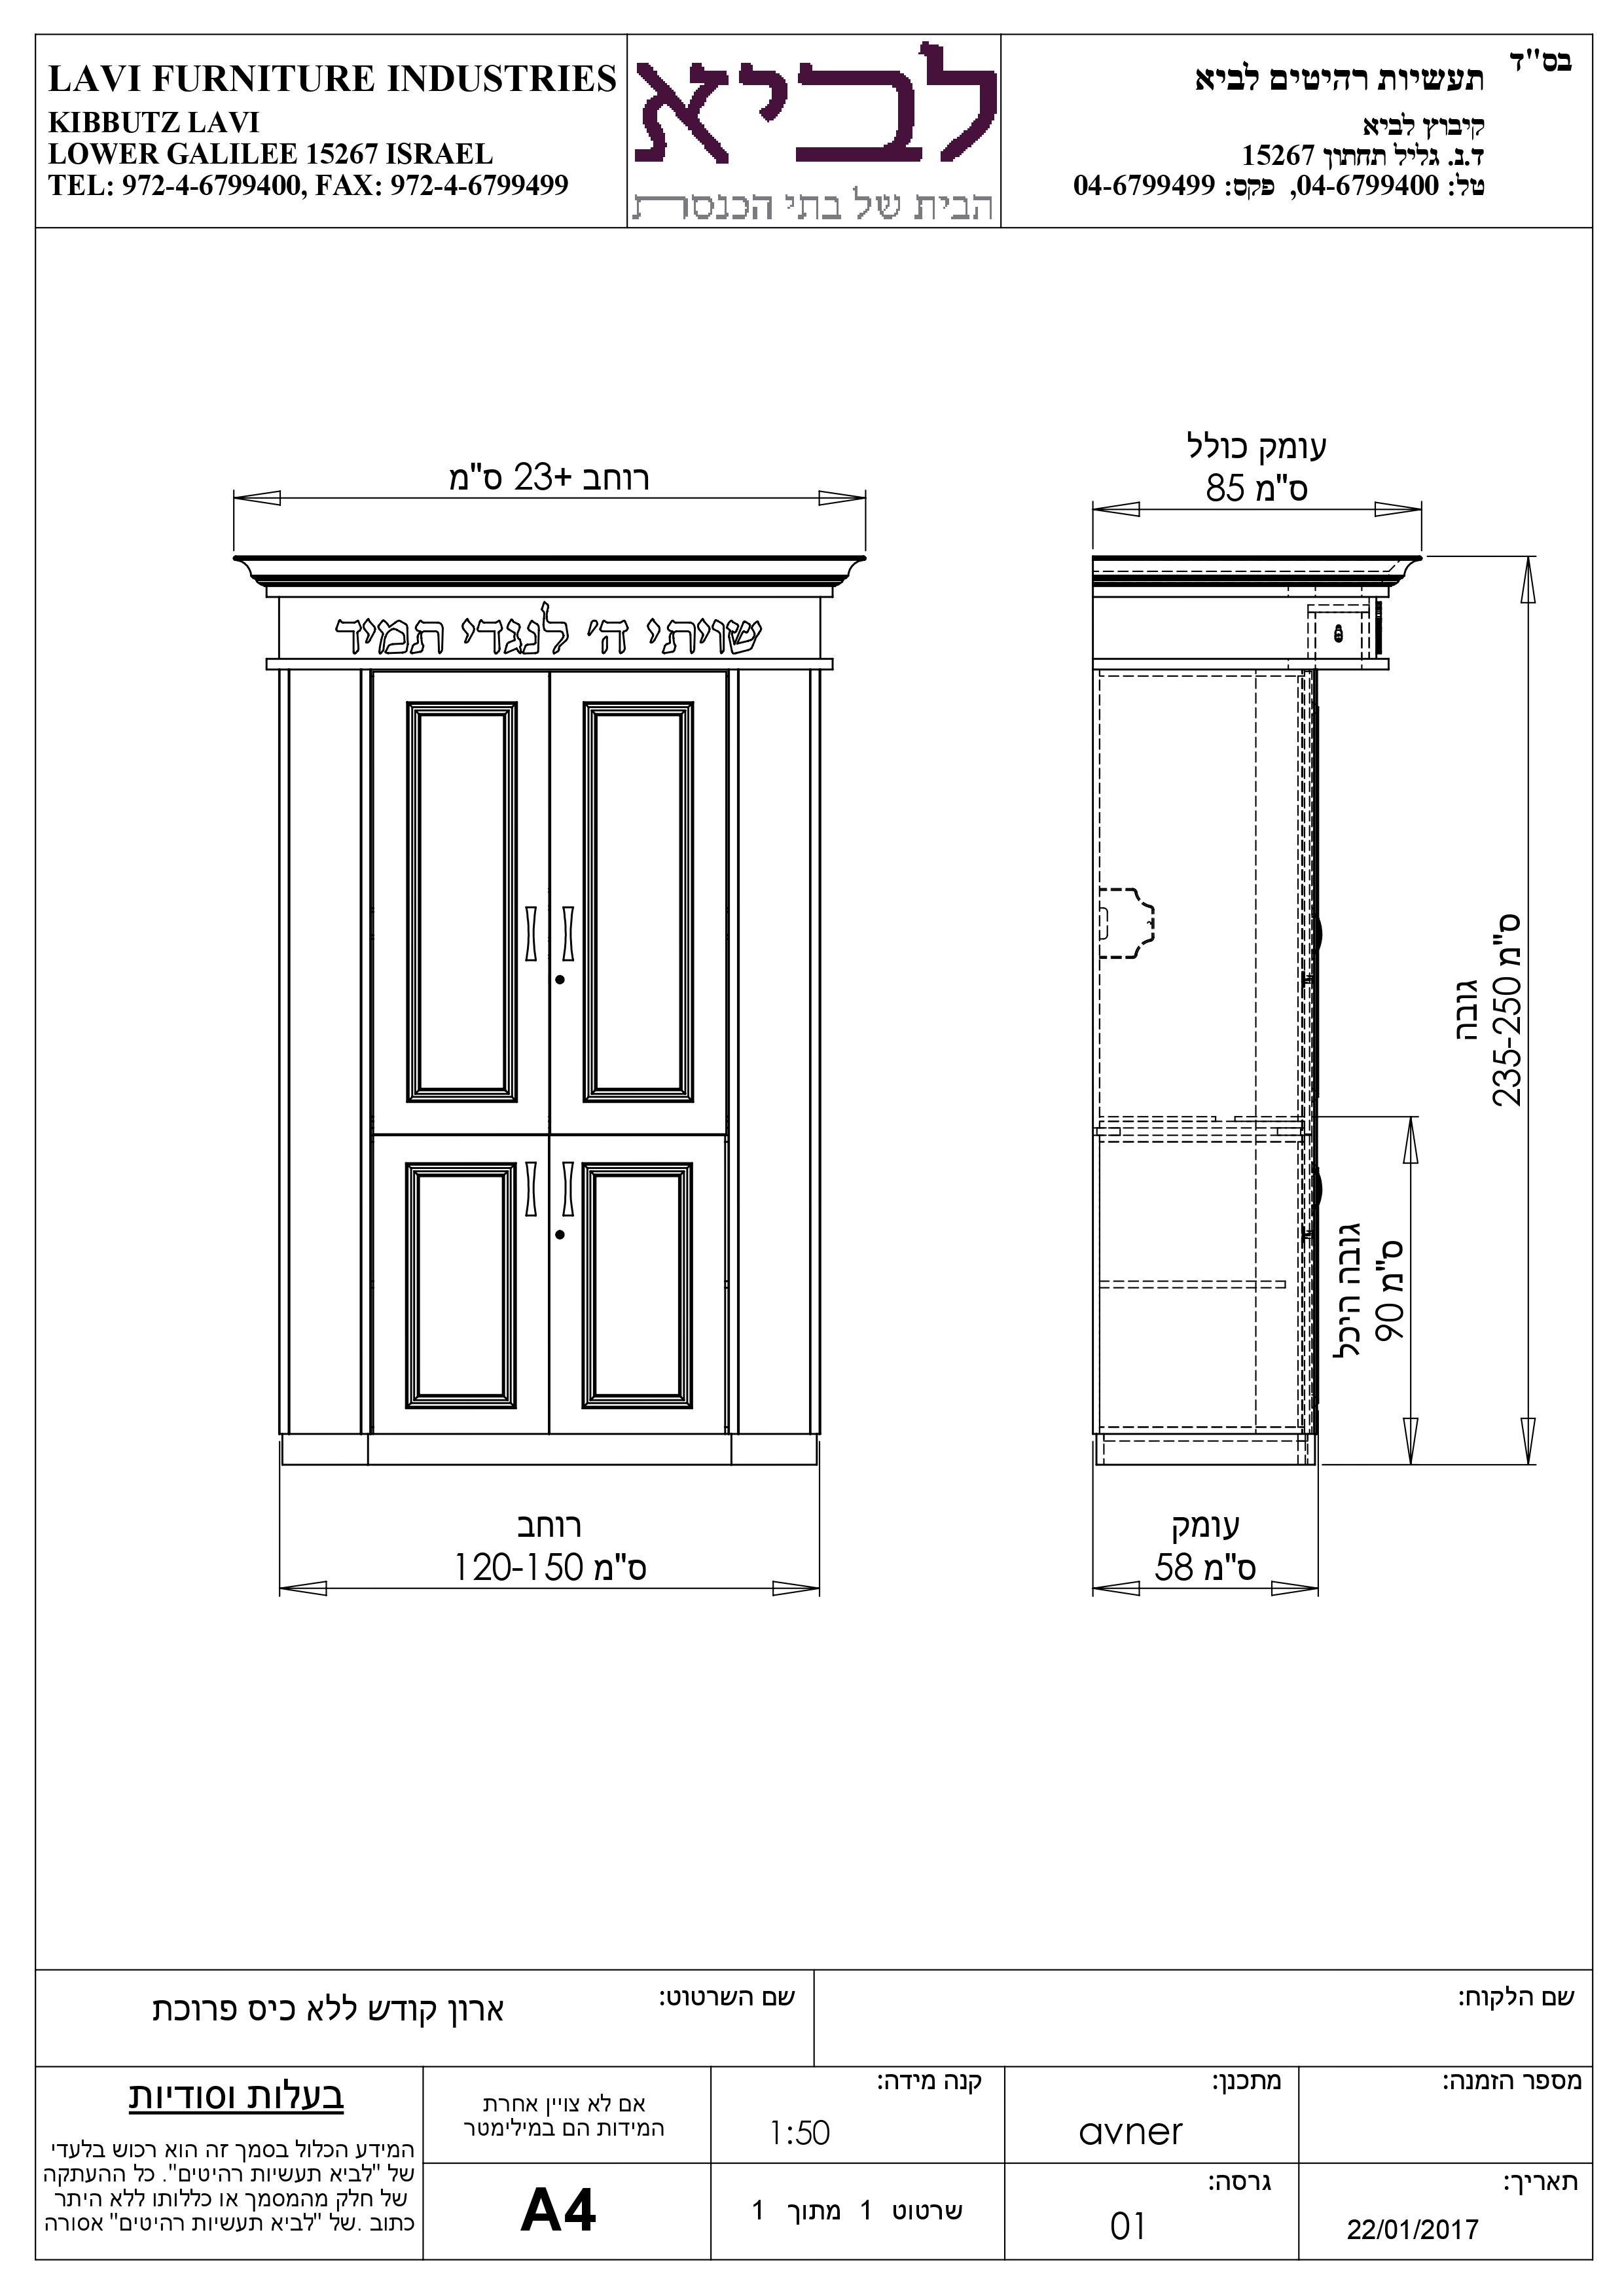 בס"ד
LAVI FURNITURE INDUSTRIES
KIBBUTZ LAVI
LOWER GALILEE 15267 ISRAEL
TEL: 972-4-6799400, FAX: 972-4-6799499
לביא
הבית של בתי הכנסת
תעשיות רהיטים לביא
קיבוץ לביא
ד.נ. גליל תחתון 15267
טל: 04-6799400, פקס: 04-6799499
רוחב +23 ס"מ
עומק כולל
85 ס"מ
שויתי ה' לנגדי תמיד
גובה
235-250 ס"מ
גובה היכל
90 ס"מ
רוחב
120-150 ס"מ
עומק
58 ס"מ
שם הלקוח:
שם השרטוט:
ארון קודש ללא כיס פרוכת
מספר הזמנה:
מתכנן:
avner
קנה מידה:
1:50
אם לא צויין אחרת
המידות הם במילימטר
בעלות וסודיות
המידע הכלול בסמך זה הוא רכוש בלעדי
של "לביא תעשיות רהיטים". כל ההעתקה
של חלק מהמסמך או כללותו ללא היתר
כתוב .של "לביא תעשיות רהיטים" אסורה
תאריך:
22/01/2017
גרסה:
01
שרטוט 1 מתוך 1
A4